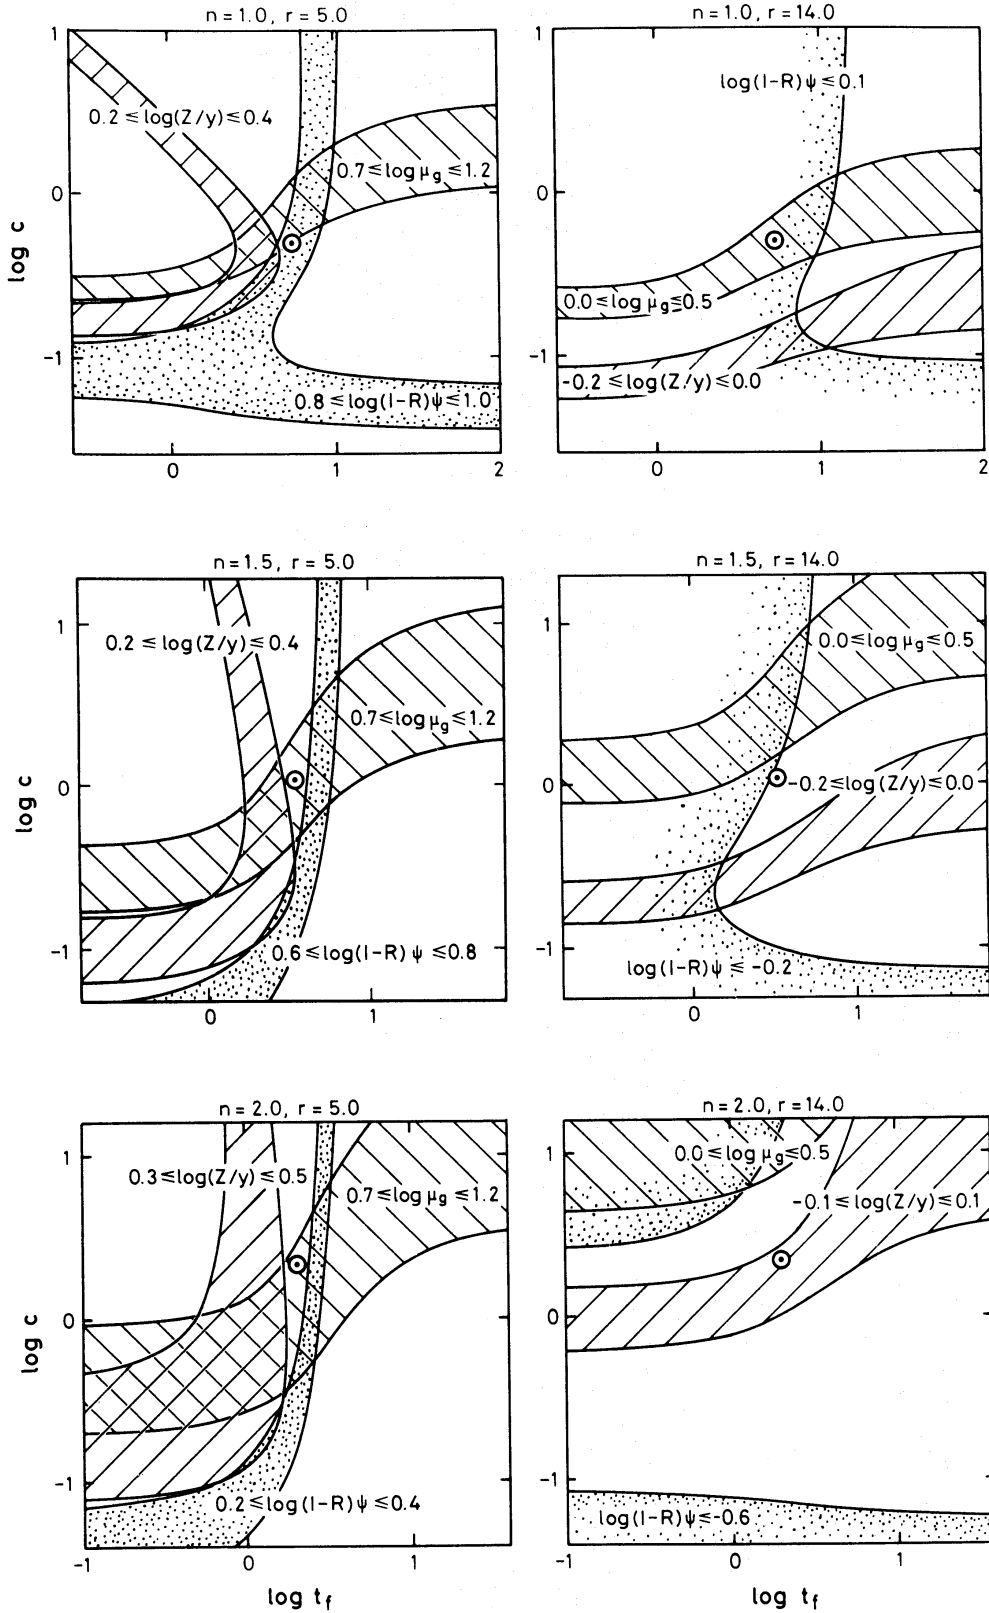 n=1.0, r=5.0
1
0
-1
log c
0.2≤log(Z/y)≤0.4
0.7≤log μg≤1.2
0.8≤log(I-R)ψ≤1.0
0 1 2
n=1.0, r=14.0
1
0
-1
log(I-R)ψ≤0.1
0.0≤log μg≤0.5
-0.2≤log(Z/y)≤0.0
0 1 2
n=1.5, r=5.0
1
0
-1
log c
0.2≤log(Z/y)≤0.4
0.7≤log μg≤1.2
0.6≤log(I-R)ψ≤0.8
0 1
n=1.5, r=14.0
1
0
-1
0.0≤log μg≤0.5
-0.2≤log(Z/y)≤0.0
log(I-R)ψ≤-0.2
0 1
n=2.0, r=5.0
1
0
-1
log c
0.3≤log(Z/y)≤0.5
0.7≤log μg≤1.2
0.2≤log(I-R)ψ≤0.4
-1 0 1
log tf
n=2.0, r=14.0
1
0
-1
0.0≤log μg≤0.5
-0.1≤log(Z/y)≤0.1
log(I-R)ψ≤-0.6
-1 0 1
log tf